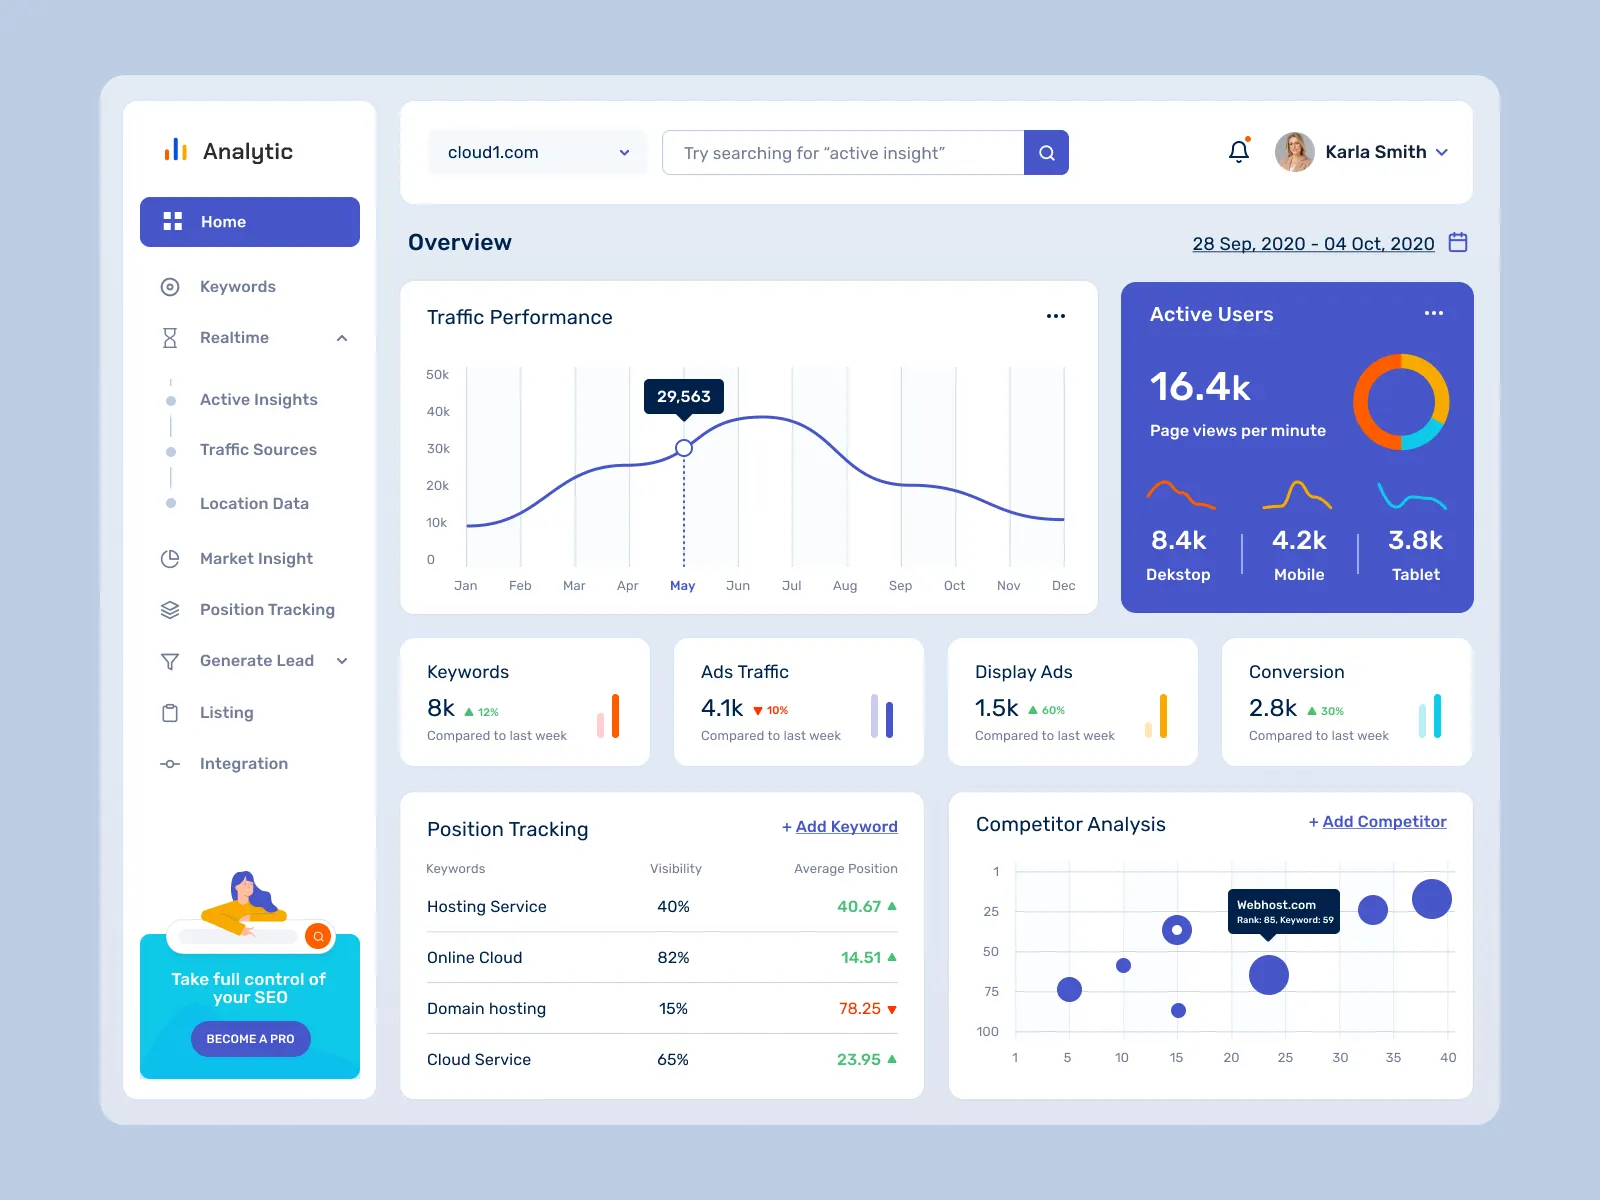 Analytic
Home
Keywords
Realtime
Active Insights
Traffic Sources
Location Data
Market Insight
Position Tracking
Generate Lead
Listing
Integration
Take full control of
your SEO
BECOME A PRO
cloud1.com
Try searching for “active insight”
Karla Smith
Overview
28 Sep, 2020 - 04 Oct, 2020
Traffic Performance
50k
40k
30k
20k
10k
0
29,563
Jan Feb Mar Apr May Jun Jul Aug Sep Oct Nov Dec
Active Users
16.4k
Page views per minute
8.4k 4.2k 3.8k
Dekstop Mobile Tablet
Keywords
8k ▲ 12%
Compared to last week
Ads Traffic
4.1k ▼ 10%
Compared to last week
Display Ads
1.5k ▲ 60%
Compared to last week
Conversion
2.8k ▲ 30%
Compared to last week
Position Tracking
+ Add Keyword
Keywords Visibility Average Position
Hosting Service 40% 40.67 ▲
Online Cloud 82% 14.51 ▲
Domain hosting 15% 78.25 ▼
Cloud Service 65% 23.95 ▲
Competitor Analysis
+ Add Competitor
1
25
50
75
100
Webhost.com
Rank: 85, Keyword: 59
1 5 10 15 20 25 30 35 40